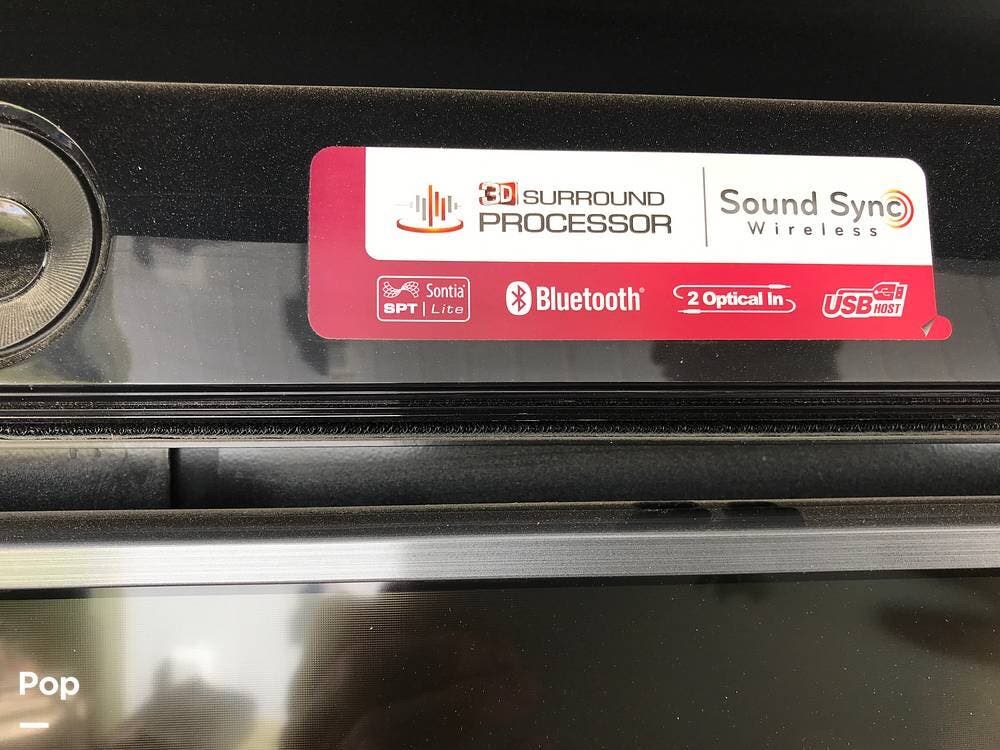 3D SURROUND
PROCESSOR
Sound Sync
Wireless
Sontia
SPT | Lite
Bluetooth®
2 Optical In
USB HOST
Pop